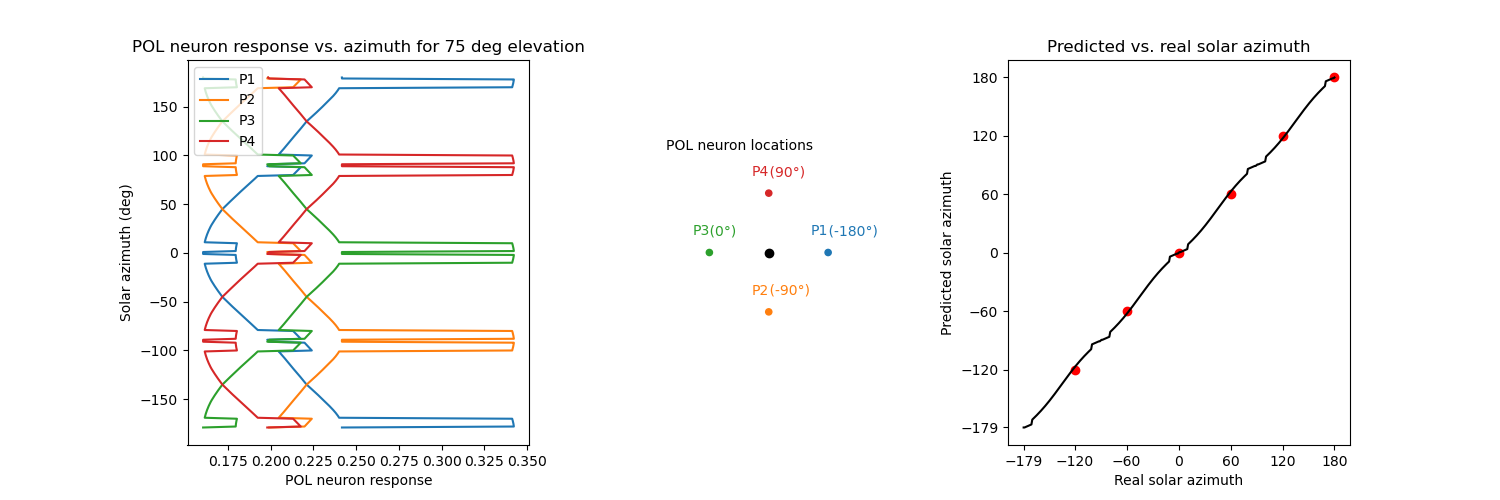 POL neuron response vs. azimuth for 75 deg elevation
P1
P2
P3
P4
150
100
50
0
−50
−100
−150
Solar azimuth (deg)
0.175 0.200 0.225 0.250 0.275 0.300 0.325 0.350
POL neuron response
POL neuron locations
P4(90°)
P3(0°)
P1(-180°)
P2(-90°)
Predicted vs. real solar azimuth
180
120
60
0
−60
−120
−179
Predicted solar azimuth
−179 −120 −60 0 60 120 180
Real solar azimuth